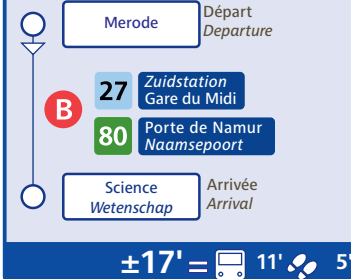 Merode
Départ
Departure
B
27
Zuidstation
Gare du Midi
80
Porte de Namur
Naamsepoort
Science
Wetenschap
Arrivée
Arrival
±17' = 11' 5'